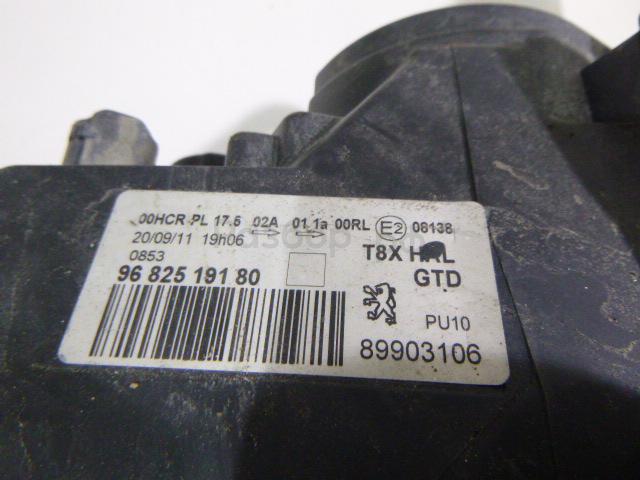 00HCR PL 17.5 02A 01 1a 00RL E2 08138
20/09/11 19h06
0853
T8X HAL
96 825 191 80
GTD
PU10
89903106